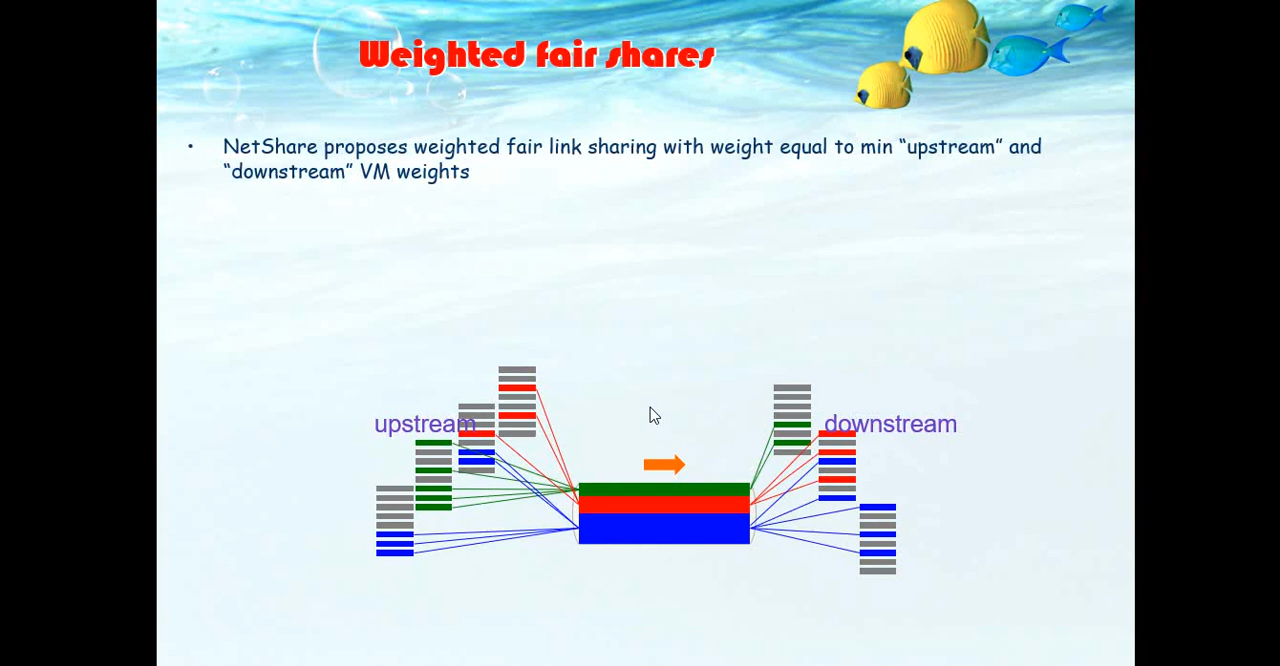 Weighted fair shares
• NetShare proposes weighted fair link sharing with weight equal to min “upstream” and
“downstream” VM weights
upstream
downstream